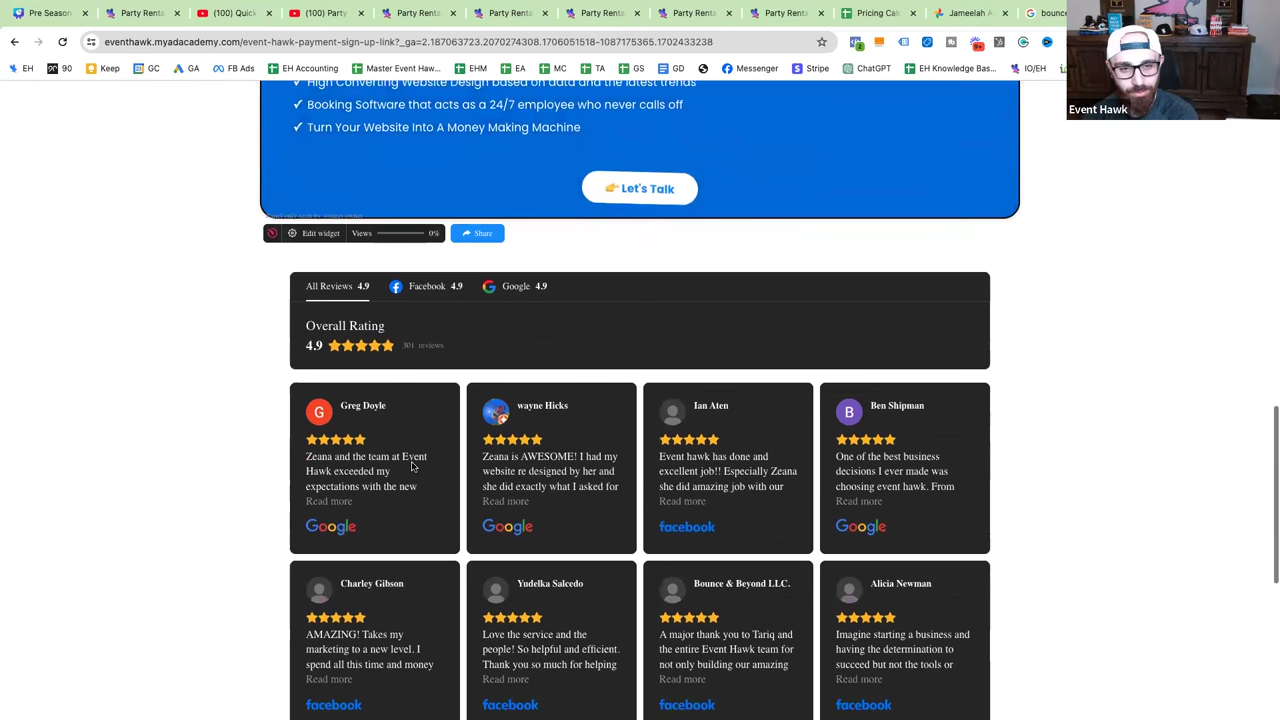 Pre Season
Party Renta
(100) Quick
(100) Party
Party Renta
Party Renta
Party Renta
Party Renta
Party Renta
Pricing Calc
Jameelah A
bounce
eventhawk.myadacademy.com/event-hawk-payment-sign-up-link?_ga=2.187063723.2070274308.1706051518-1087175365.1702433238
EH
90
Keep
GC
GA
FB Ads
EH Accounting
Master Event Haw...
EHM
EA
MC
TA
GS
GD
Messenger
Stripe
ChatGPT
EH Knowledge Bas...
IO/EH
Event Hawk
✓ High Converting Website Design based on data and the latest trends
✓ Booking Software that acts as a 24/7 employee who never calls off
✓ Turn Your Website Into A Money Making Machine
Let's Talk
Panel only seen by widget owner
Edit widget
Views
0%
Share
All Reviews 4.9
Facebook 4.9
Google 4.9
Overall Rating
4.9
301 reviews
G
Greg Doyle
Zeana and the team at Event
Hawk exceeded my
expectations with the new
Read more
Google
wayne Hicks
Zeana is AWESOME! I had my
website re designed by her and
she did exactly what I asked for
Read more
Google
Ian Aten
Event hawk has done and
excellent job!! Especially Zeana
she did amazing job with our
Read more
facebook
B
Ben Shipman
One of the best business
decisions I ever made was
choosing event hawk. From
Read more
Google
Charley Gibson
AMAZING! Takes my
marketing to a new level. I
spend all this time and money
Read more
facebook
Yudelka Salcedo
Love the service and the
people! So helpful and efficient.
Thank you so much for helping
Read more
facebook
Bounce & Beyond LLC.
A major thank you to Tariq and
the entire Event Hawk team for
not only building our amazing
Read more
facebook
Alicia Newman
Imagine starting a business and
having the determination to
succeed but not the tools or
Read more
facebook